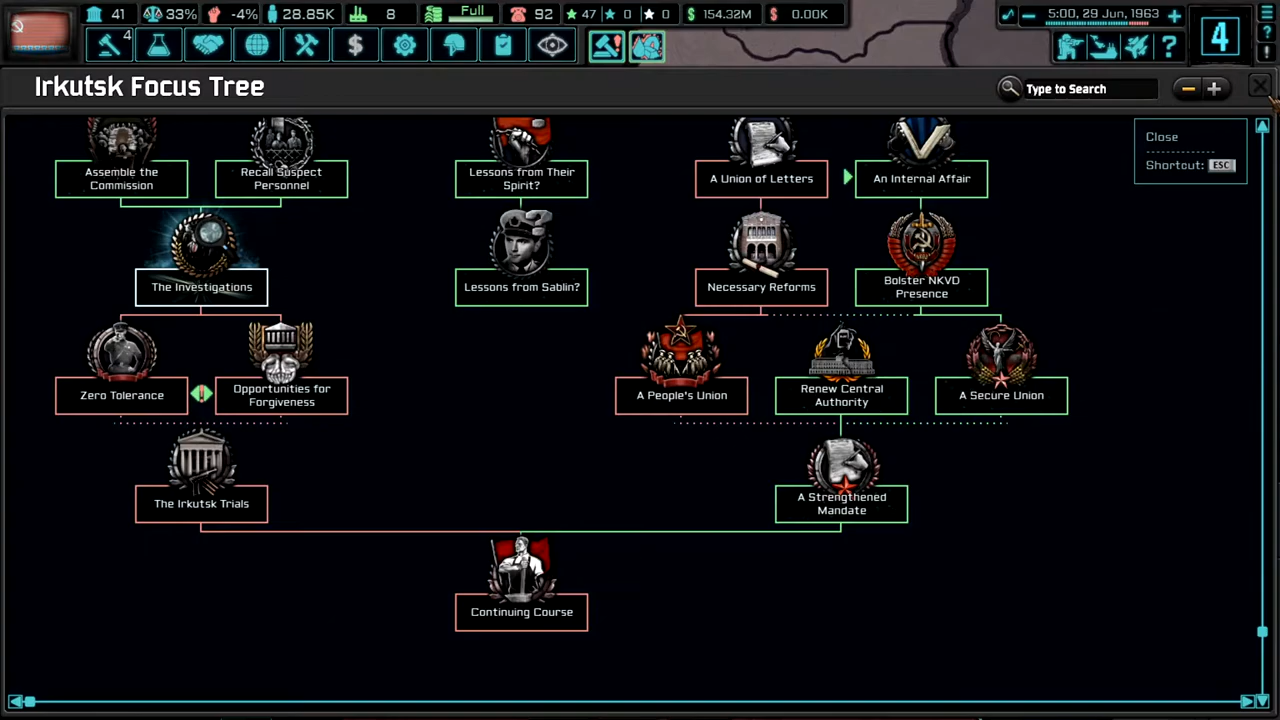 41 33% -4% 28.85K 8 Full 92 47 0 0 $ 154.32M $ 0.00K 5:00, 29 Jun, 1963
4 $ ? 4
Irkutsk Focus Tree
Type to Search
Close
Shortcut: ESC
Assemble the
Commission
Recall Suspect
Personnel
Lessons from Their
Spirit?
A Union of Letters
An Internal Affair
The Investigations
Lessons from Sablin?
Necessary Reforms
Bolster NKVD
Presence
Zero Tolerance
Opportunities for
Forgiveness
A People's Union
Renew Central
Authority
A Secure Union
The Irkutsk Trials
A Strengthened
Mandate
Continuing Course